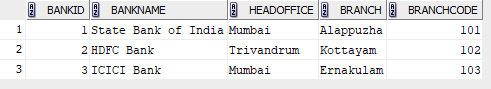 BANKID BANKNAME HEADOFFICE BRANCH BRANCHCODE
1 1 State Bank of India Mumbai Alappuzha 101
2 2 HDFC Bank Trivandrum Kottayam 102
3 3 ICICI Bank Mumbai Ernakulam 103